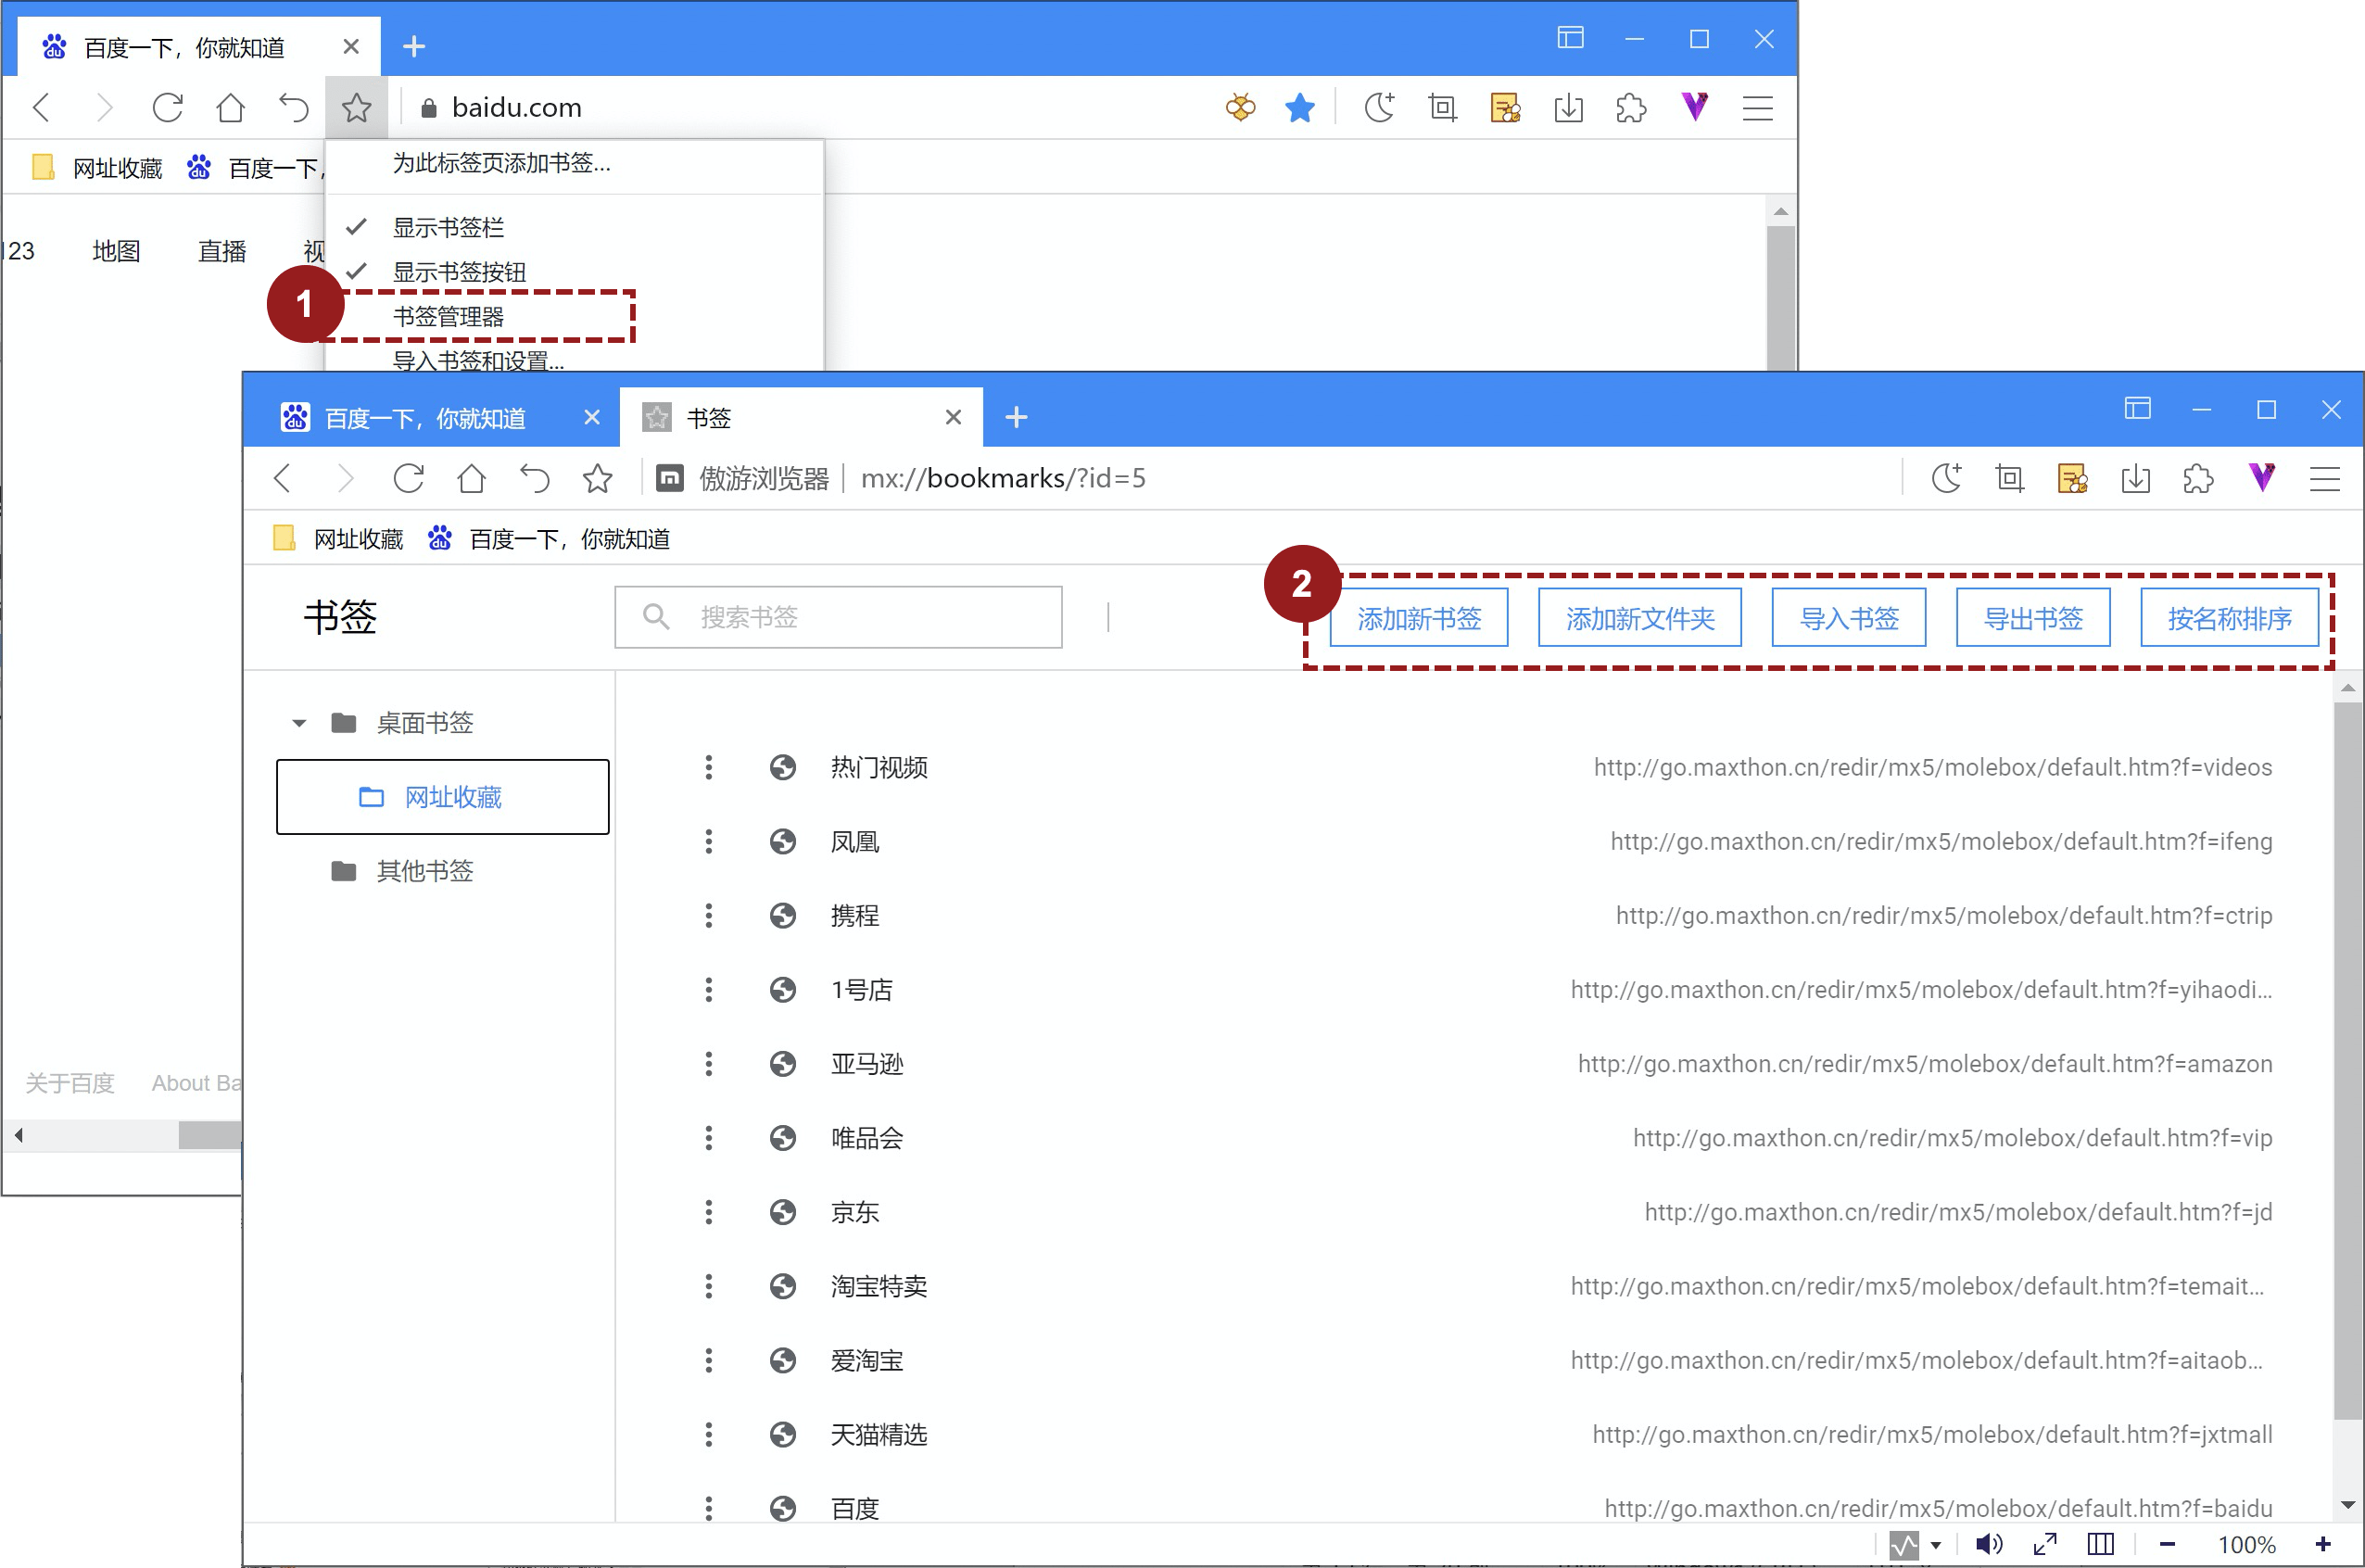 百度一下，你就知道
baidu.com
网址收藏 百度一下，
为此标签页添加书签...
123 地图 直播 视
显示书签栏
显示书签按钮
1 书签管理器
导入书签和设置...
百度一下，你就知道 书签
傲游浏览器 mx://bookmarks/?id=5
网址收藏 百度一下，你就知道
书签 搜索书签 2 添加新书签 添加新文件夹 导入书签 导出书签 按名称排序
桌面书签
网址收藏
其他书签
热门视频 http://go.maxthon.cn/redir/mx5/molebox/default.htm?f=videos
凤凰 http://go.maxthon.cn/redir/mx5/molebox/default.htm?f=ifeng
携程 http://go.maxthon.cn/redir/mx5/molebox/default.htm?f=ctrip
1号店 http://go.maxthon.cn/redir/mx5/molebox/default.htm?f=yihaodi...
亚马逊 http://go.maxthon.cn/redir/mx5/molebox/default.htm?f=amazon
唯品会 http://go.maxthon.cn/redir/mx5/molebox/default.htm?f=vip
京东 http://go.maxthon.cn/redir/mx5/molebox/default.htm?f=jd
淘宝特卖 http://go.maxthon.cn/redir/mx5/molebox/default.htm?f=temait...
爱淘宝 http://go.maxthon.cn/redir/mx5/molebox/default.htm?f=aitaob...
天猫精选 http://go.maxthon.cn/redir/mx5/molebox/default.htm?f=jxtmall
百度 http://go.maxthon.cn/redir/mx5/molebox/default.htm?f=baidu
关于百度 About Ba
100%